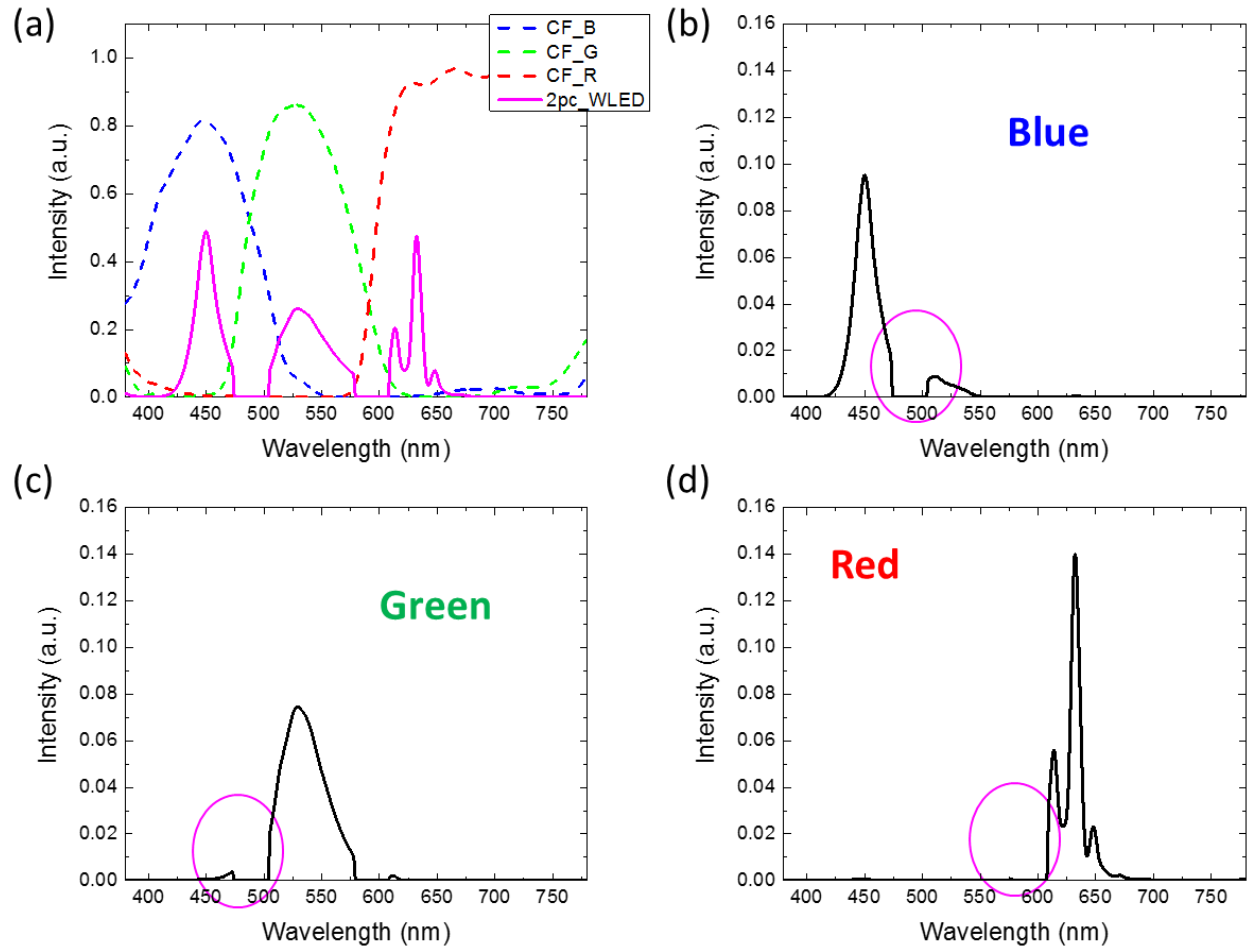 (a)
CF_B
CF_G
CF_R
2pc_WLED
1.0
0.8
0.6
0.4
0.2
0.0
Intensity (a.u.)
400 450 500 550 600 650 700 750
Wavelength (nm)
(b)
Blue
0.16
0.14
0.12
0.10
0.08
0.06
0.04
0.02
0.00
Intensity (a.u.)
400 450 500 550 600 650 700 750
Wavelength (nm)
(c)
Green
0.16
0.14
0.12
0.10
0.08
0.06
0.04
0.02
0.00
Intensity (a.u.)
400 450 500 550 600 650 700 750
Wavelength (nm)
(d)
Red
0.16
0.14
0.12
0.10
0.08
0.06
0.04
0.02
0.00
Intensity (a.u.)
400 450 500 550 600 650 700 750
Wavelength (nm)